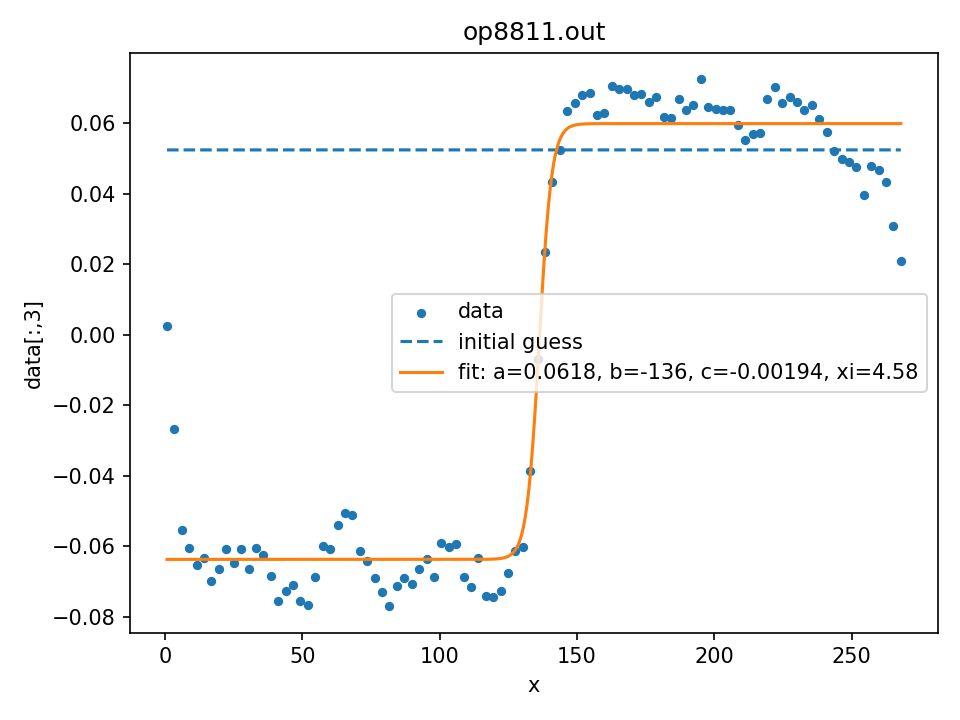 op8811.out
data[:,3]
0.06
0.04
0.02
0.00
−0.02
−0.04
−0.06
−0.08
data
initial guess
fit: a=0.0618, b=-136, c=-0.00194, xi=4.58
0 50 100 150 200 250
x